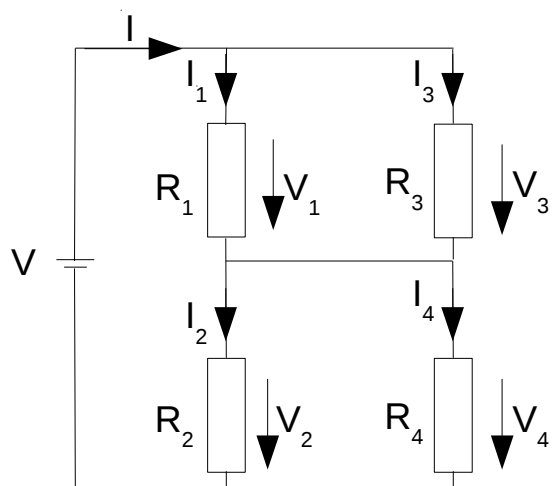 I
I₁ I₃
R₁ V₁ R₃ V₃
V
I₂ I₄
R₂ V₂ R₄ V₄